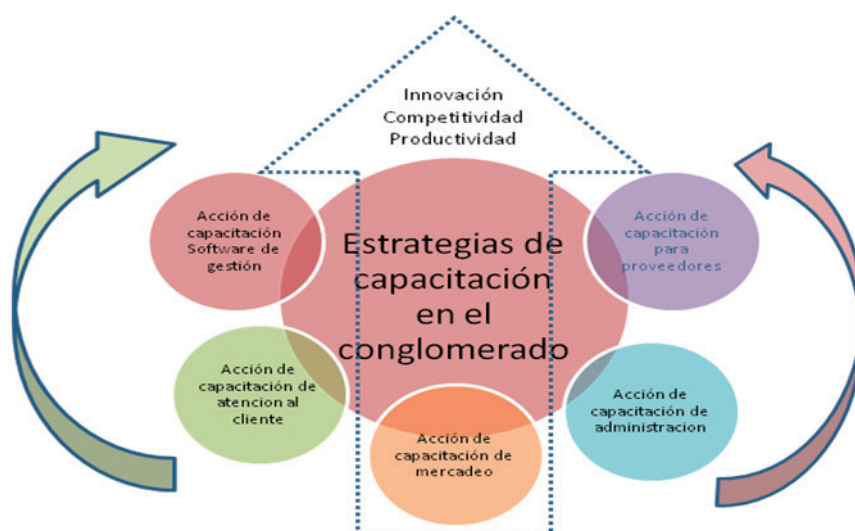 Innovación
Competitividad
Productividad
Acción de
capacitación
Software de
gestión
Acción de
capacitación
para
proveedores
Estrategias de
capacitación
en el
conglomerado
Acción de
capacitación de
atencion al
cliente
Acción de
capacitación de
administracion
Acción de
capacitación de
mercadeo